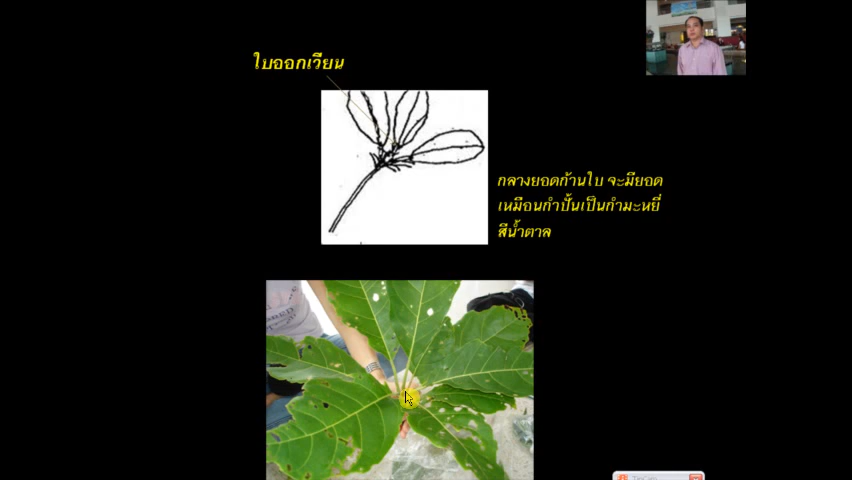 ใบออกเวียน
กลางยอดก้านใบ จะมียอด
เหมือนกำปั้นเป็นกำมะหยี่
สีน้ำตาล